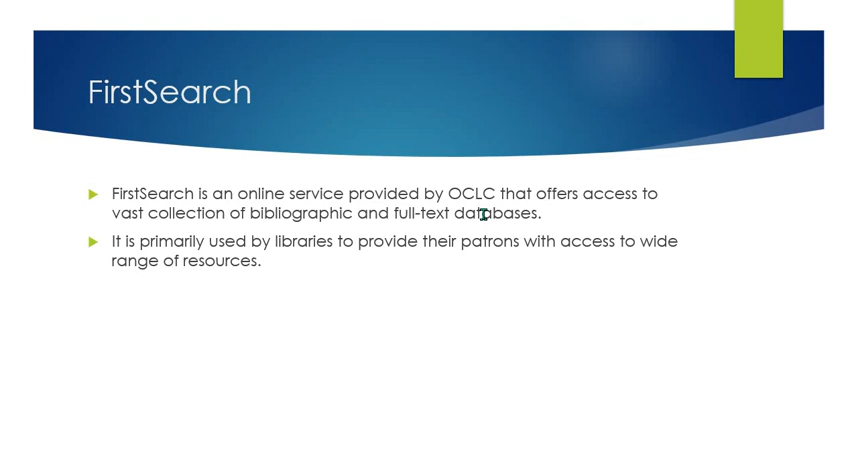 FirstSearch
FirstSearch is an online service provided by OCLC that offers access to
vast collection of bibliographic and full-text databases.
It is primarily used by libraries to provide their patrons with access to wide
range of resources.